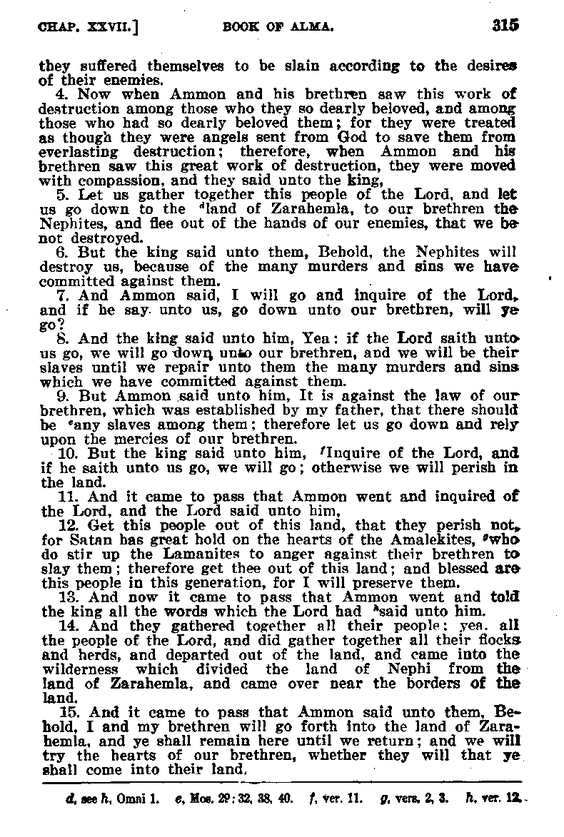 CHAP. XXVII.] BOOK OF ALMA. 315
they suffered themselves to be slain according to the desires
of their enemies.
4. Now when Ammon and his brethren saw this work of
destruction among those who they so dearly beloved, and among
those who had so dearly beloved them; for they were treated
as though they were angels sent from God to save them from
everlasting destruction; therefore, when Ammon and his
brethren saw this great work of destruction, they were moved
with compassion, and they said unto the king,
5. Let us gather together this people of the Lord, and let
us go down to the ᵈland of Zarahemla, to our brethren the
Nephites, and flee out of the hands of our enemies, that we be
not destroyed.
6. But the king said unto them, Behold, the Nephites will
destroy us, because of the many murders and sins we have
committed against them.
7. And Ammon said, I will go and inquire of the Lord,
and if he say unto us, go down unto our brethren, will ye
go?
8. And the king said unto him, Yea: if the Lord saith unto
us go, we will go down unto our brethren, and we will be their
slaves until we repair unto them the many murders and sins
which we have committed against them.
9. But Ammon said unto him, It is against the law of our
brethren, which was established by my father, that there should
be ᵉany slaves among them; therefore let us go down and rely
upon the mercies of our brethren.
10. But the king said unto him, ᶠInquire of the Lord, and
if he saith unto us go, we will go; otherwise we will perish in
the land.
11. And it came to pass that Ammon went and inquired of
the Lord, and the Lord said unto him,
12. Get this people out of this land, that they perish not,
for Satan has great hold on the hearts of the Amalekites, ᵍwho
do stir up the Lamanites to anger against their brethren to
slay them; therefore get thee out of this land; and blessed are
this people in this generation, for I will preserve them.
13. And now it came to pass that Ammon went and told
the king all the words which the Lord had ʰsaid unto him.
14. And they gathered together all their people: yea. all
the people of the Lord, and did gather together all their flocks
and herds, and departed out of the land, and came into the
wilderness which divided the land of Nephi from the
land of Zarahemla, and came over near the borders of the
land.
15. And it came to pass that Ammon said unto them, Be-
hold, I and my brethren will go forth into the land of Zara-
hemla, and ye shall remain here until we return; and we will
try the hearts of our brethren, whether they will that ye
shall come into their land.
d, see h, Omni 1. e, Mos. 29: 32, 38, 40. f, ver. 11. g, vers. 2, 3. h, ver. 12.